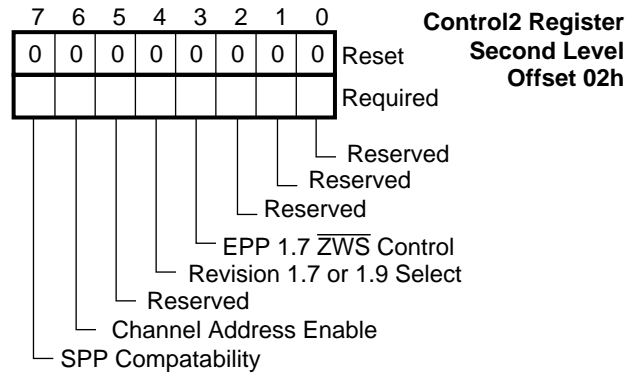 7 6 5 4 3 2 1 0
Control2 Register
Second Level
Offset 02h
0 0 0 0 0 0 0 0 Reset
Required
Reserved
Reserved
Reserved
EPP 1.7 Z̅W̅S̅ Control
Revision 1.7 or 1.9 Select
Reserved
Channel Address Enable
SPP Compatability